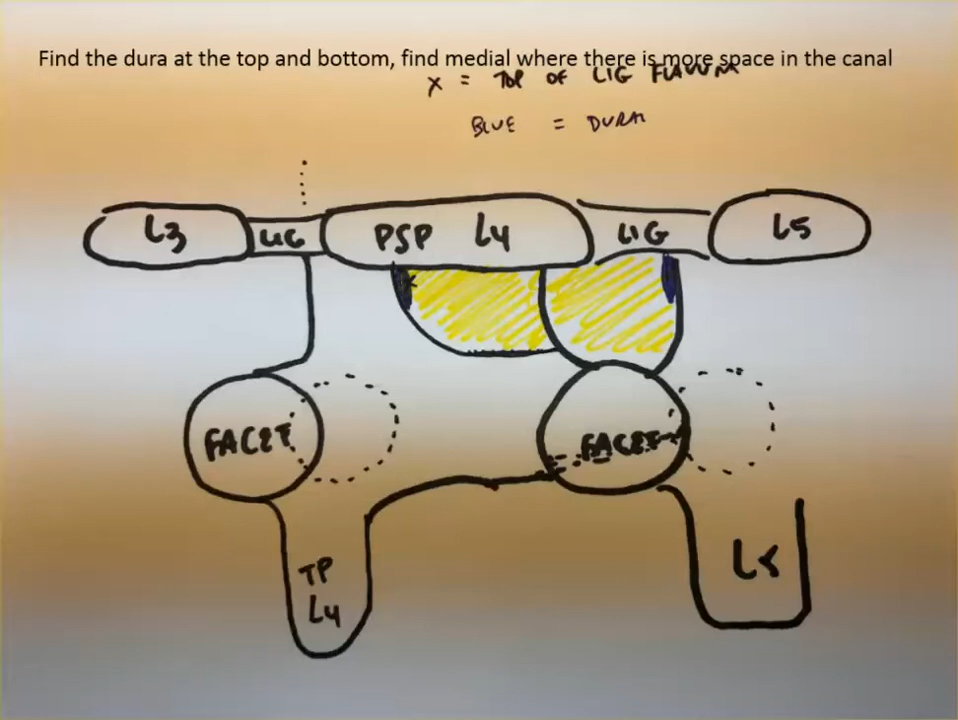 Find the dura at the top and bottom, find medial where there is more space in the canal
X = TOP OF LIG FLAVUM
BLUE = DURA
L3 LIG PSP L4 LIG L5
X
FACET FACET
TP L5
L4